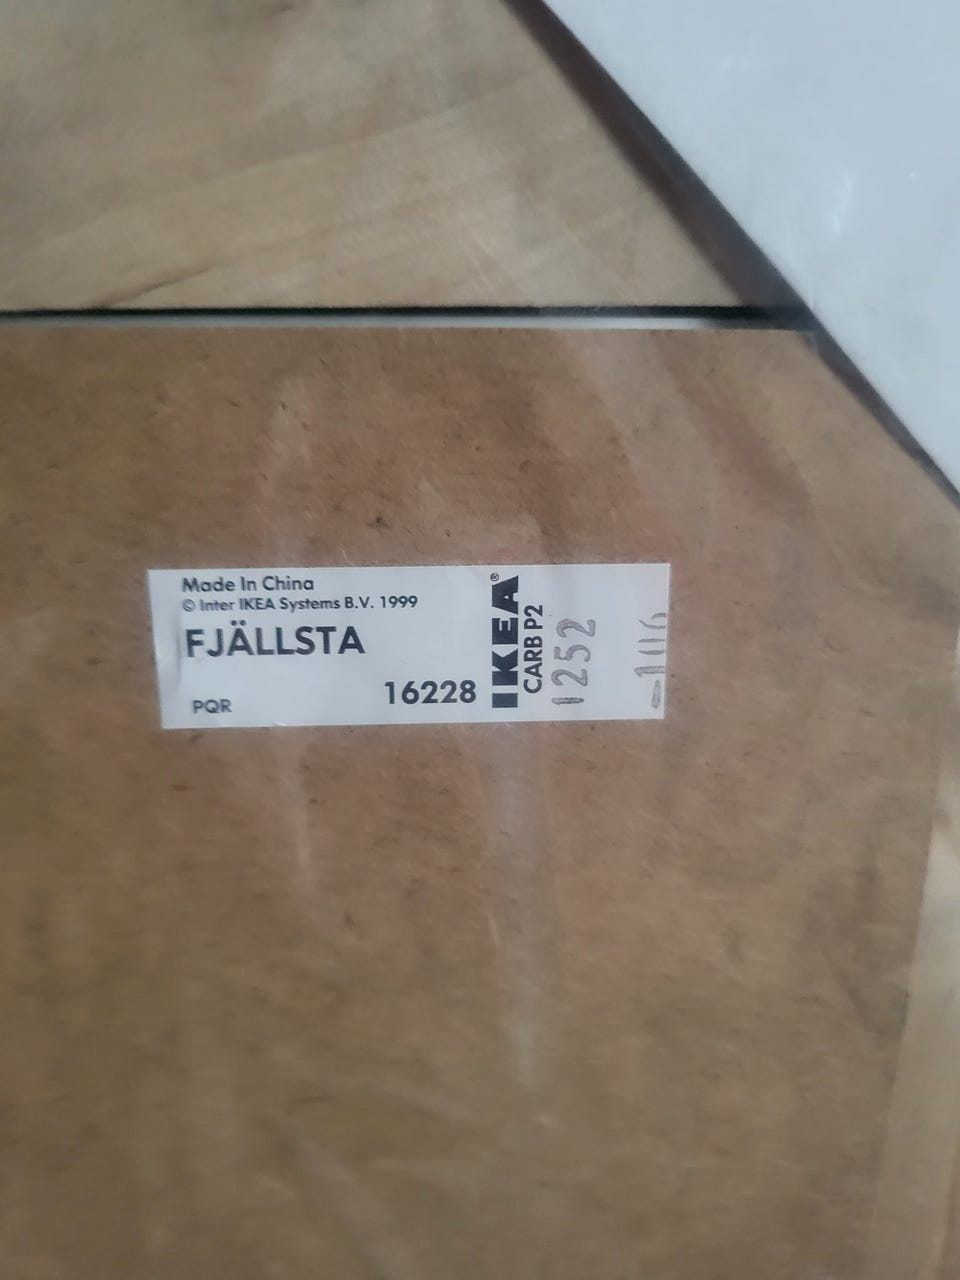 Made In China
© Inter IKEA Systems B.V. 1999
FJÄLLSTA
PQR
16228
IKEA®
CARB P2
1252